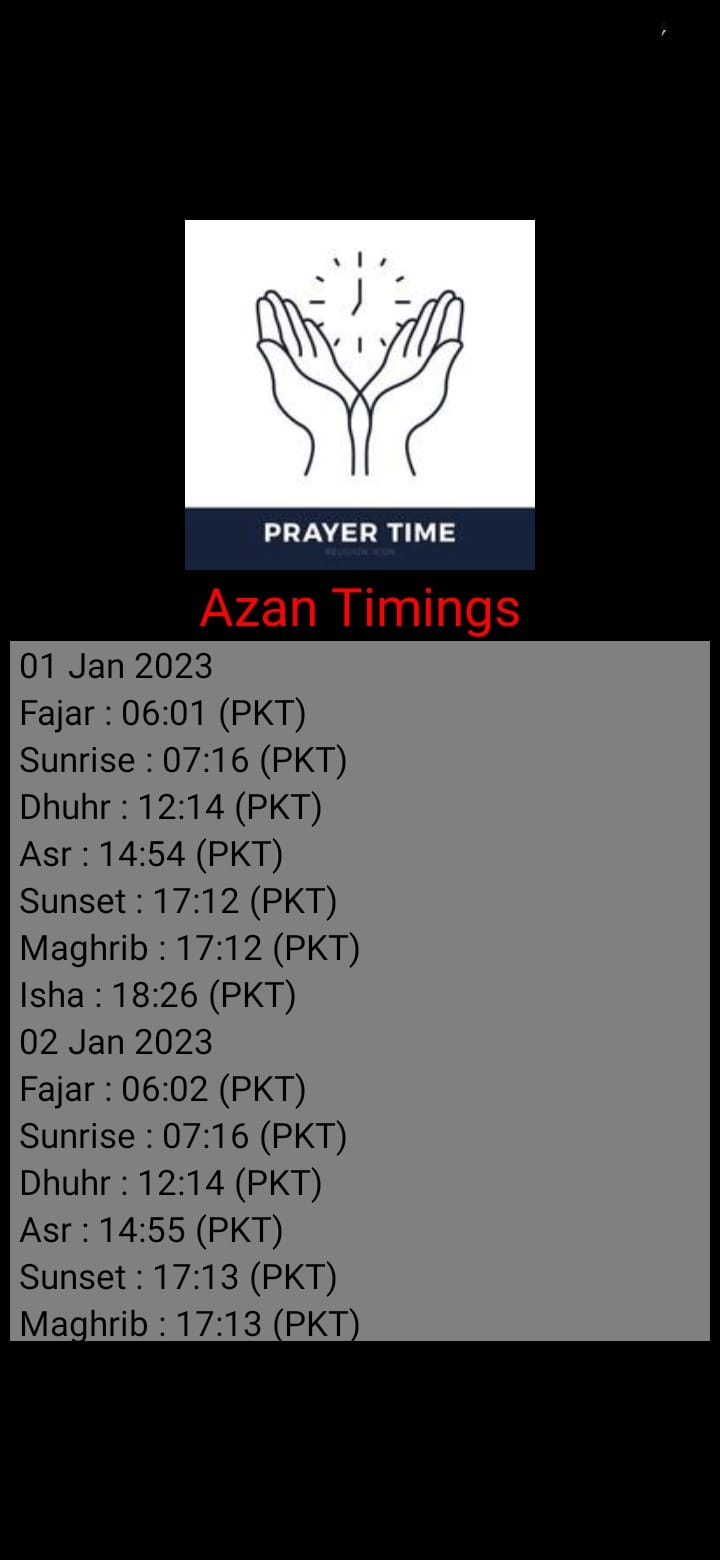 PRAYER TIME
RELIGION ICON
Azan Timings
01 Jan 2023
Fajar : 06:01 (PKT)
Sunrise : 07:16 (PKT)
Dhuhr : 12:14 (PKT)
Asr : 14:54 (PKT)
Sunset : 17:12 (PKT)
Maghrib : 17:12 (PKT)
Isha : 18:26 (PKT)
02 Jan 2023
Fajar : 06:02 (PKT)
Sunrise : 07:16 (PKT)
Dhuhr : 12:14 (PKT)
Asr : 14:55 (PKT)
Sunset : 17:13 (PKT)
Maghrib : 17:13 (PKT)